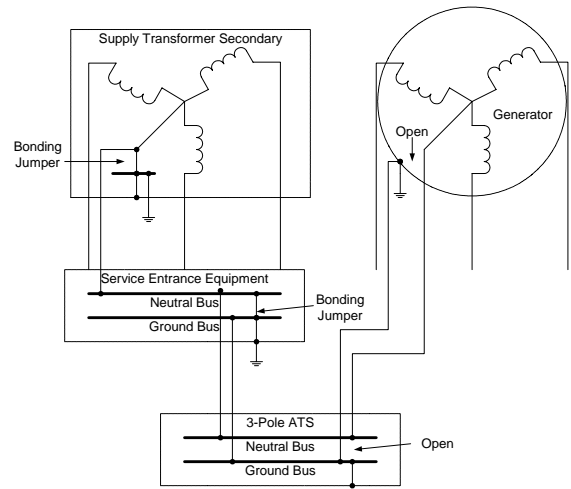 Supply Transformer Secondary
Generator
Open
Bonding
Jumper
Service Entrance Equipment
Neutral Bus
Ground Bus
Bonding
Jumper
3-Pole ATS
Neutral Bus
Ground Bus
Open